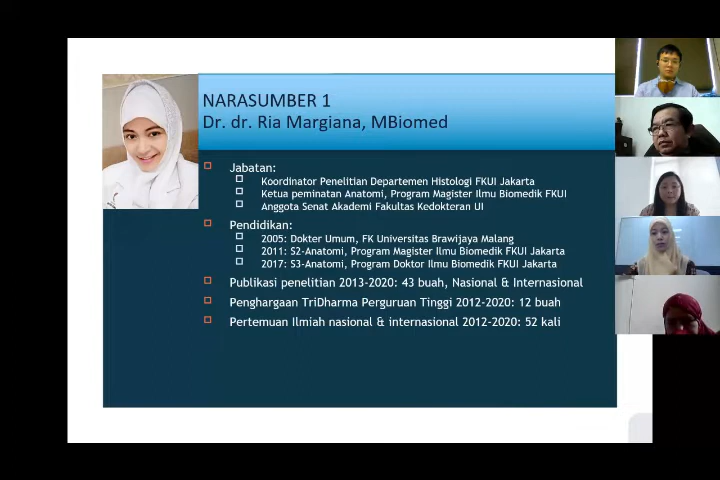 NARASUMBER 1
Dr. dr. Ria Margiana, MBiomed
Jabatan:
Koordinator Penelitian Departemen Histologi FKUI Jakarta
Ketua peminatan Anatomi, Program Magister Ilmu Biomedik FKUI
Anggota Senat Akademi Fakultas Kedokteran UI
Pendidikan:
2005: Dokter Umum, FK Universitas Brawijaya Malang
2011: S2-Anatomi, Program Magister Ilmu Biomedik FKUI Jakarta
2017: S3-Anatomi, Program Doktor Ilmu Biomedik FKUI Jakarta
Publikasi penelitian 2013-2020: 43 buah, Nasional & Internasional
Penghargaan TriDharma Perguruan Tinggi 2012-2020: 12 buah
Pertemuan Ilmiah nasional & internasional 2012-2020: 52 kali